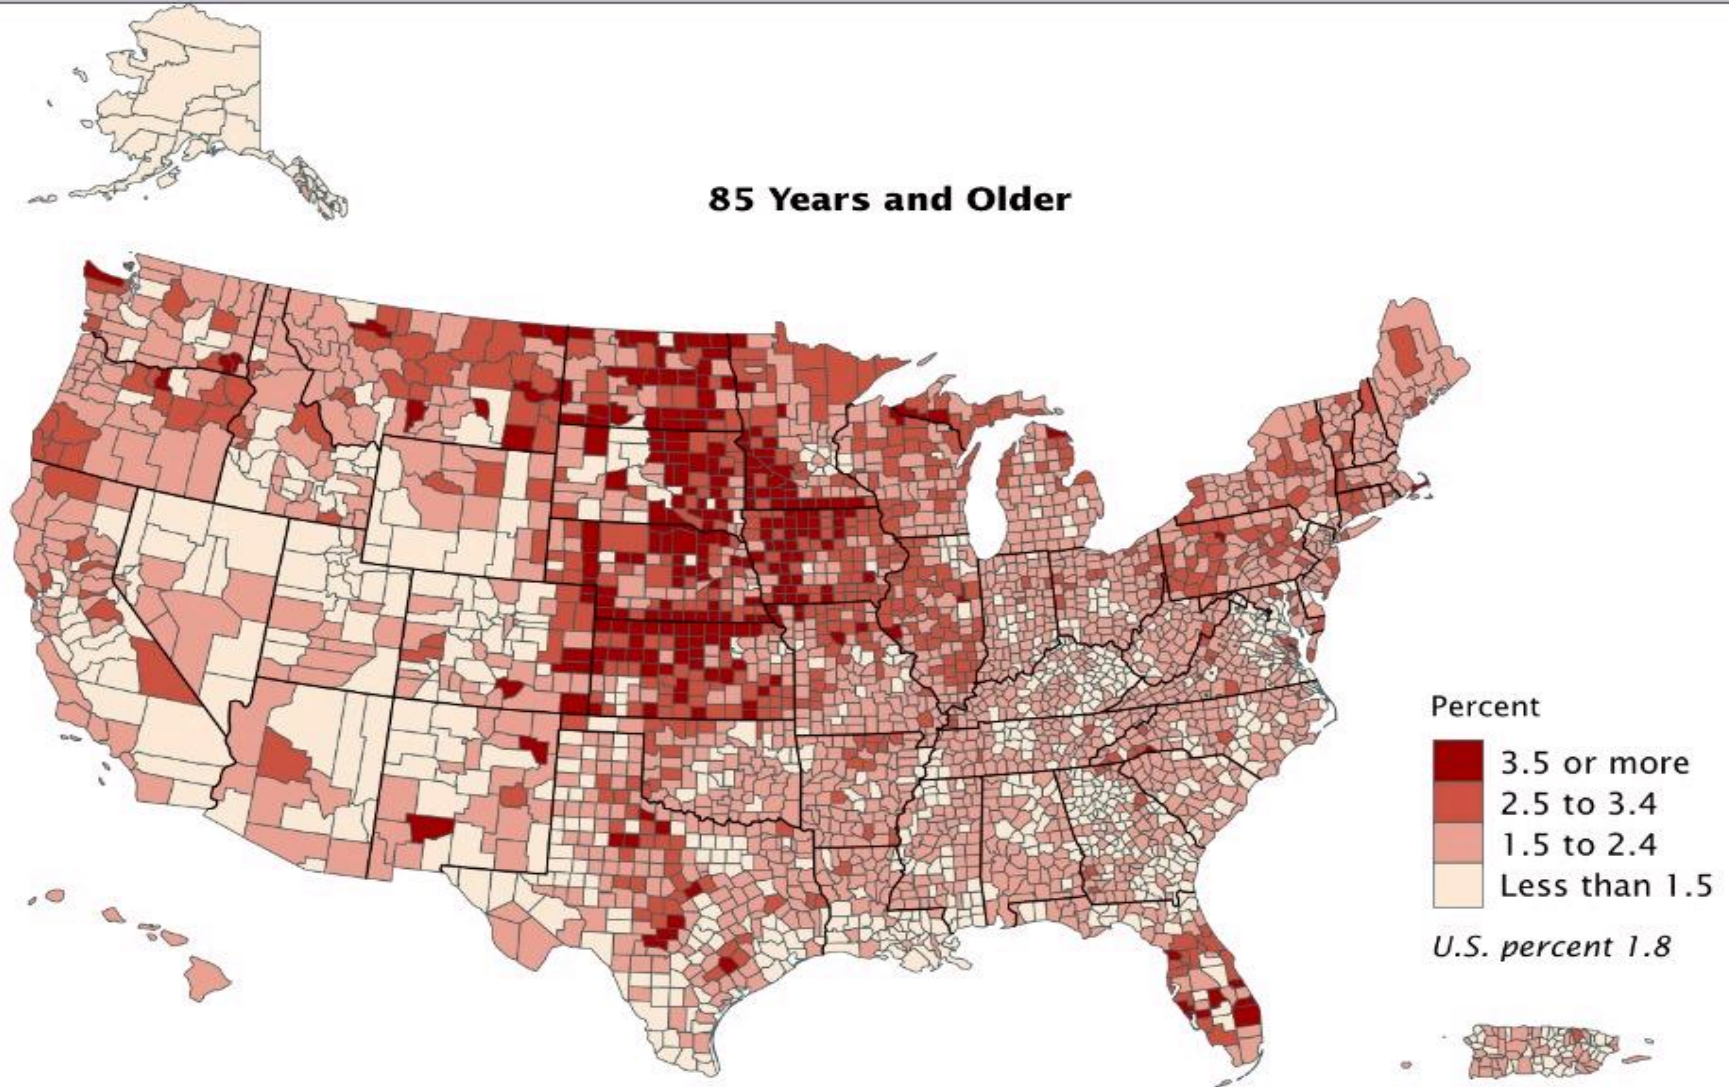 85 Years and Older
Percent
3.5 or more
2.5 to 3.4
1.5 to 2.4
Less than 1.5
U.S. percent 1.8